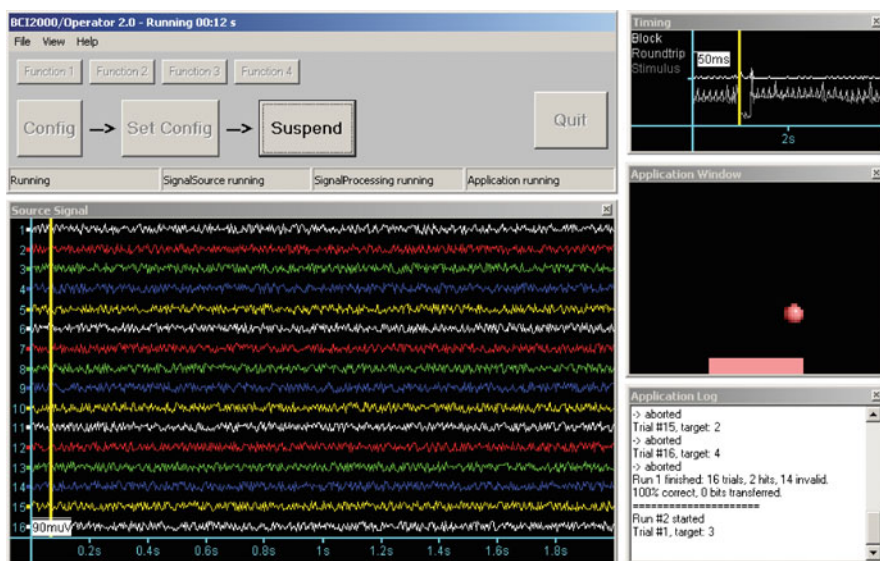 BCI2000/Operator 2.0 - Running 00:12 s
File View Help
Function 1 Function 2 Function 3 Function 4
Config -> Set Config -> Suspend Quit
Running SignalSource running SignalProcessing running Application running
Timing
Block
Roundtrip
Stimulus
50ms
2s
Source Signal
1
2
3
4
5
6
7
8
9
10
11
12
13
14
15
16 90muV
0.2s 0.4s 0.6s 0.8s 1s 1.2s 1.4s 1.6s 1.8s
Application Window
Application Log
-> aborted
Trial #15, target: 2
-> aborted
Trial #16, target: 4
-> aborted
Run 1 finished: 16 trials, 2 hits, 14 invalid.
100% correct, 0 bits transferred.
=====================
Run #2 started
Trial #1, target: 3